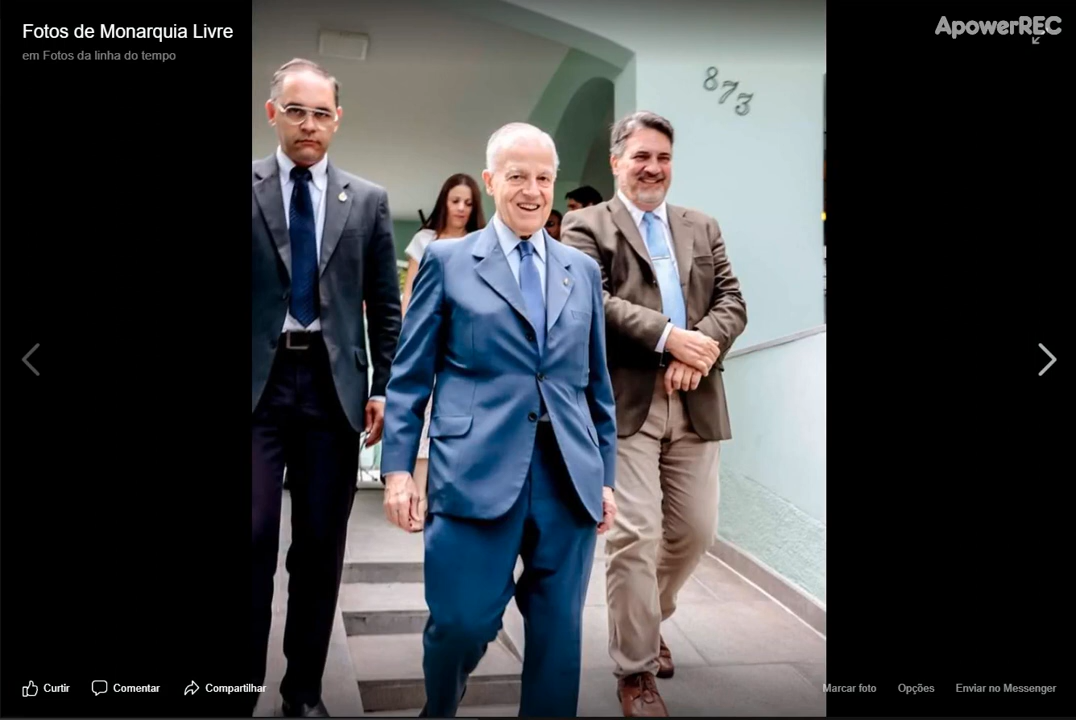 Fotos de Monarquia Livre
em Fotos da linha do tempo
ApowerREC
873
Curtir
Comentar
Compartilhar
Marcar foto
Opções
Enviar no Messenger